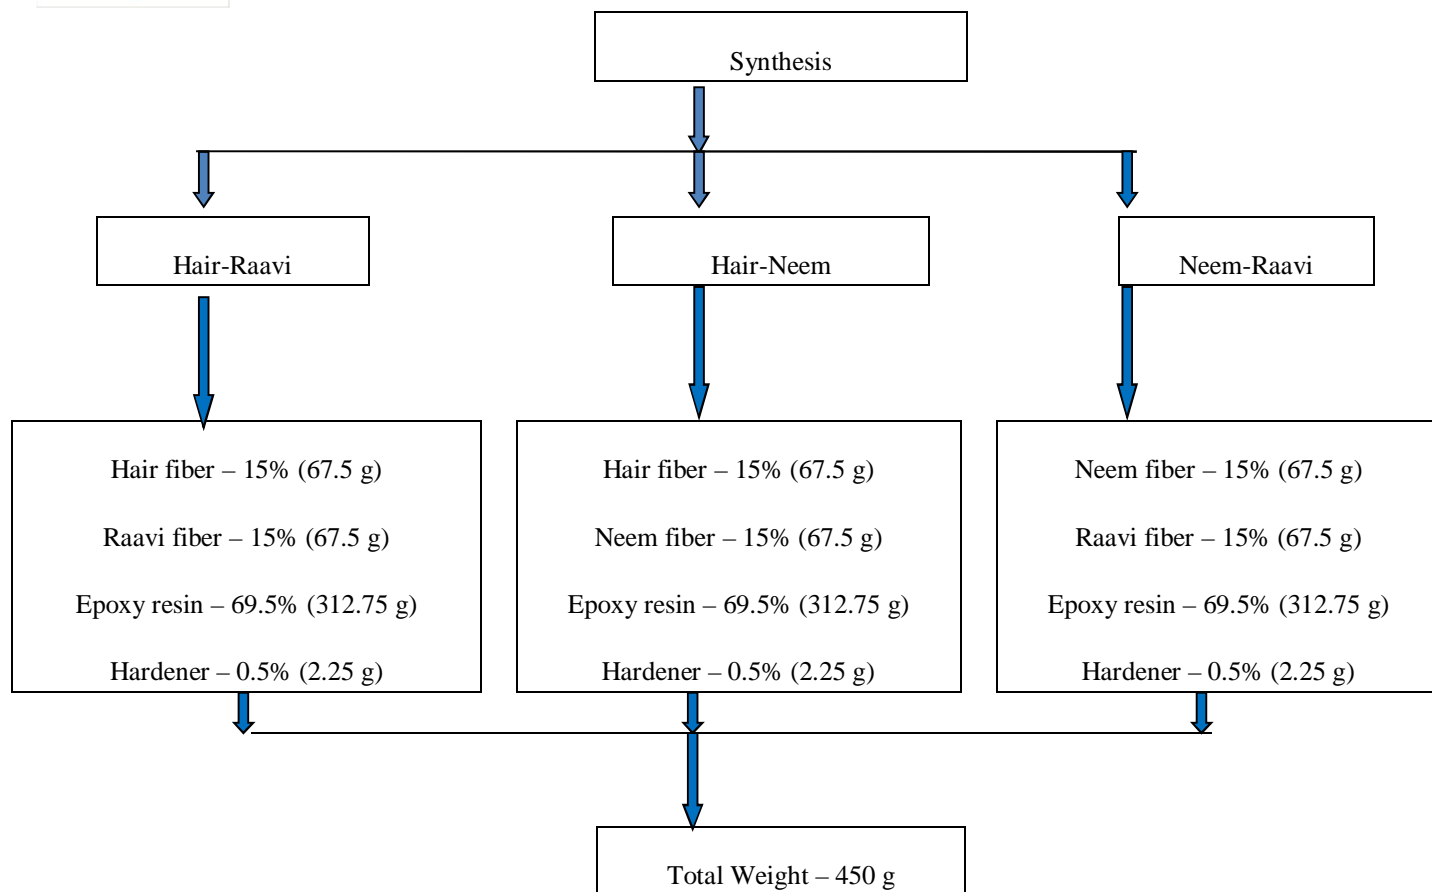 Synthesis
Hair-Raavi
Hair-Neem
Neem-Raavi
Hair fiber – 15% (67.5 g)
Raavi fiber – 15% (67.5 g)
Epoxy resin – 69.5% (312.75 g)
Hardener – 0.5% (2.25 g)
Hair fiber – 15% (67.5 g)
Neem fiber – 15% (67.5 g)
Epoxy resin – 69.5% (312.75 g)
Hardener – 0.5% (2.25 g)
Neem fiber – 15% (67.5 g)
Raavi fiber – 15% (67.5 g)
Epoxy resin – 69.5% (312.75 g)
Hardener – 0.5% (2.25 g)
Total Weight – 450 g